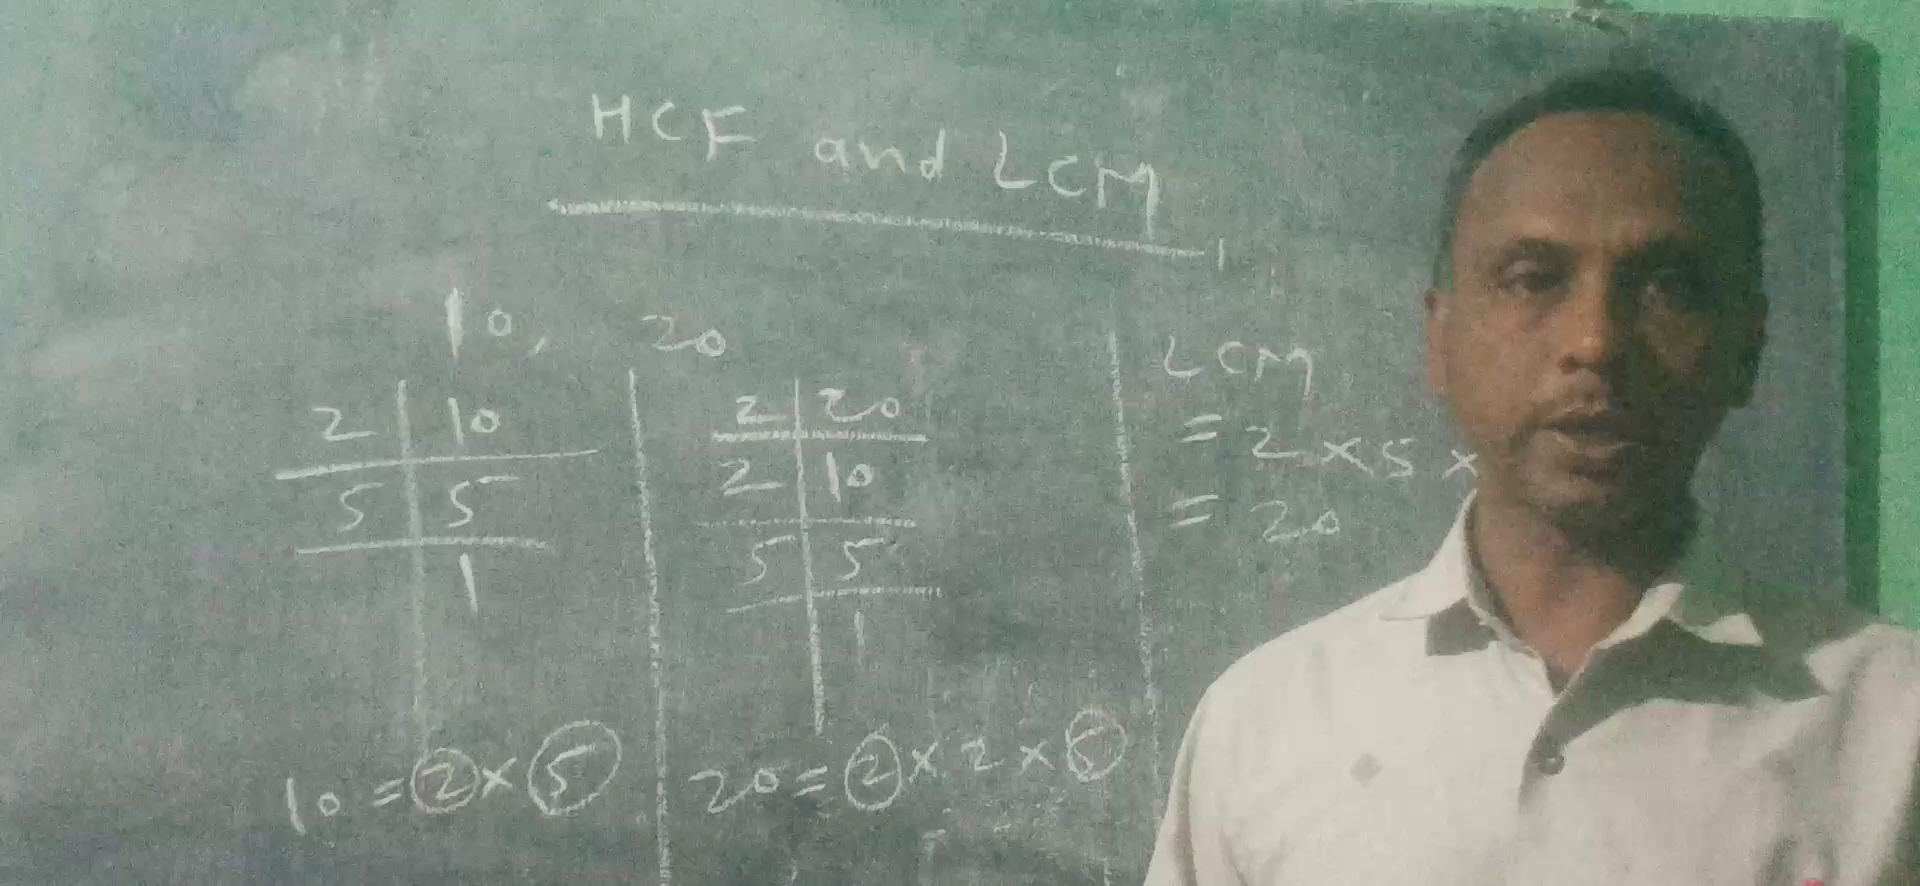 HCF and LCM
10, 20
2 | 10
5 | 5
1
10 = 2 × 5
2 | 20
2 | 10
5 | 5
1
20 = 2 × 2 × 5
LCM
= 2 × 5 ×
= 20